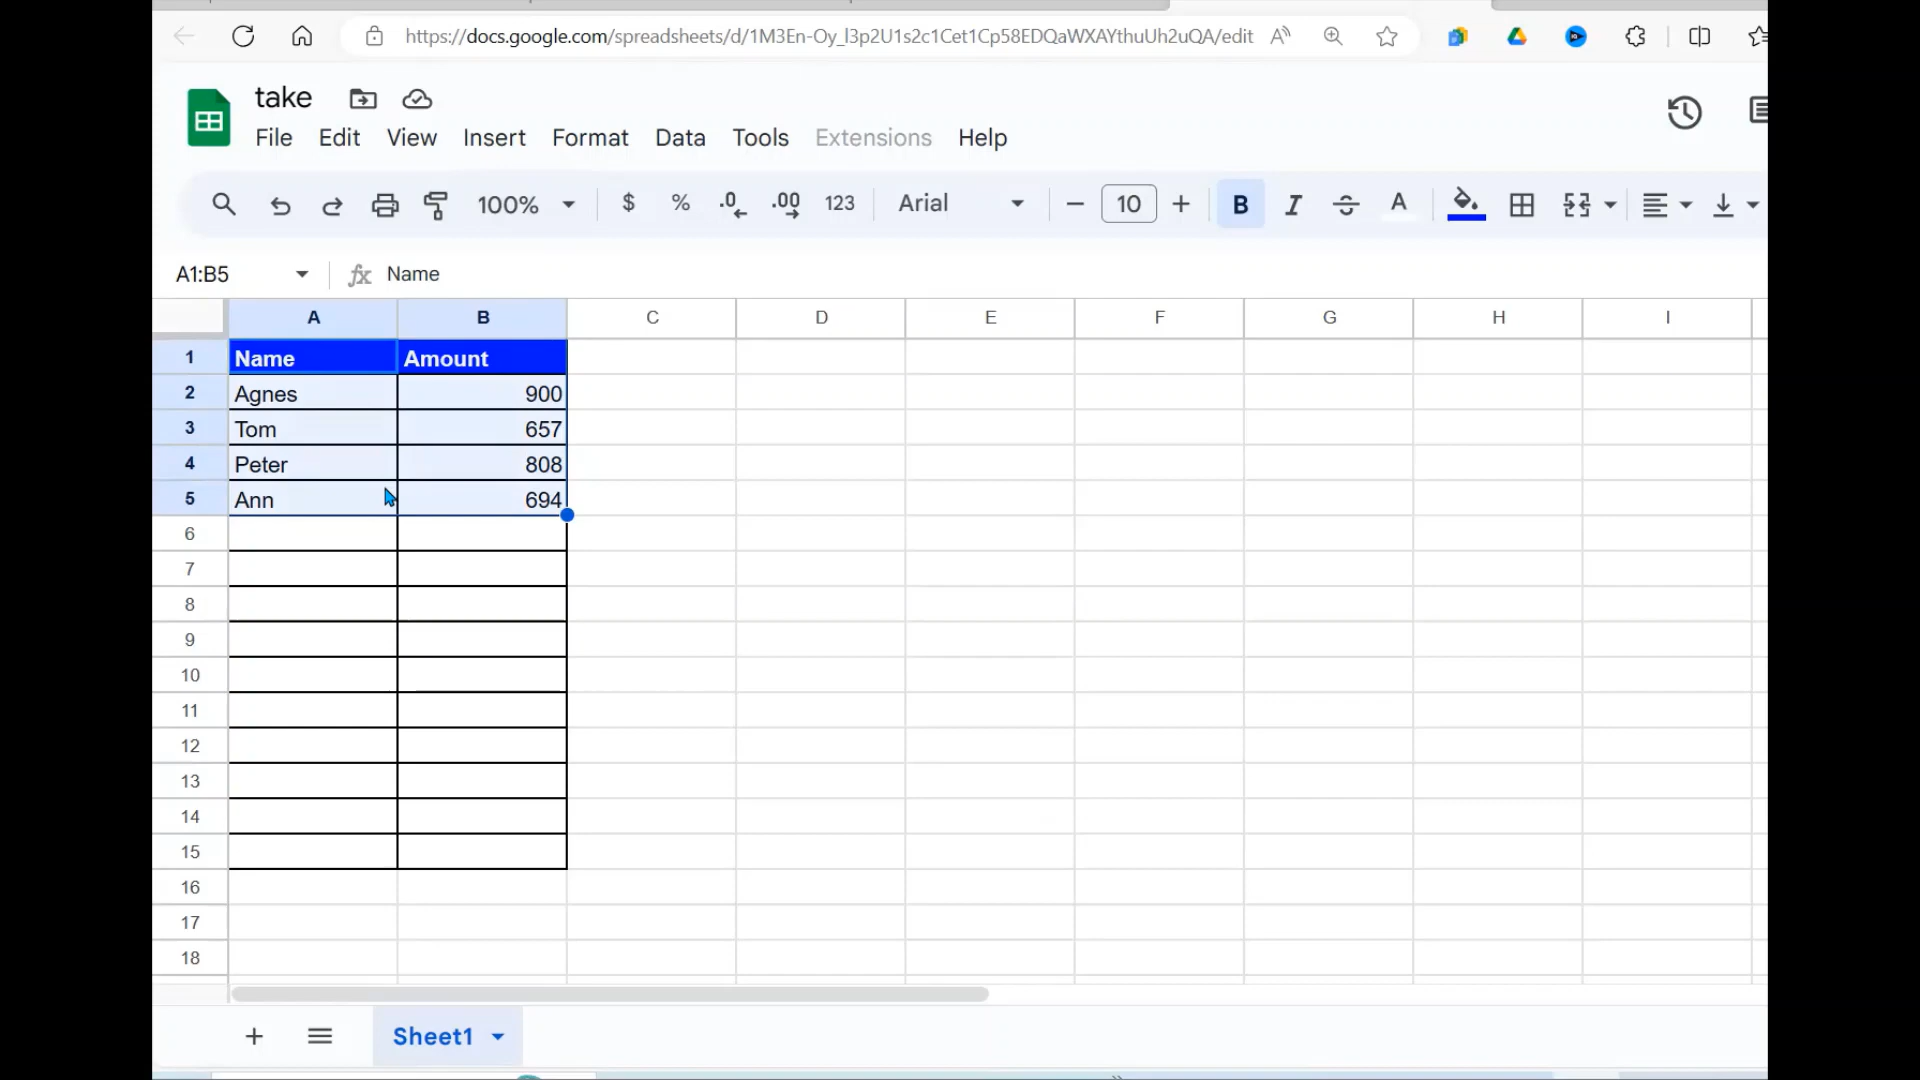 https://docs.google.com/spreadsheets/d/1M3En-Oy_l3p2U1s2c1Cet1Cp58EDQaWXAYthuUh2uQA/edit
take
File Edit View Insert Format Data Tools Extensions Help
100% $ % .0 .00 123 Arial 10 B I S A
A1:B5 fx Name
A B C D E F G H I
1 Name Amount
2 Agnes 900
3 Tom 657
4 Peter 808
5 Ann 694
6
7
8
9
10
11
12
13
14
15
16
17
18
Sheet1